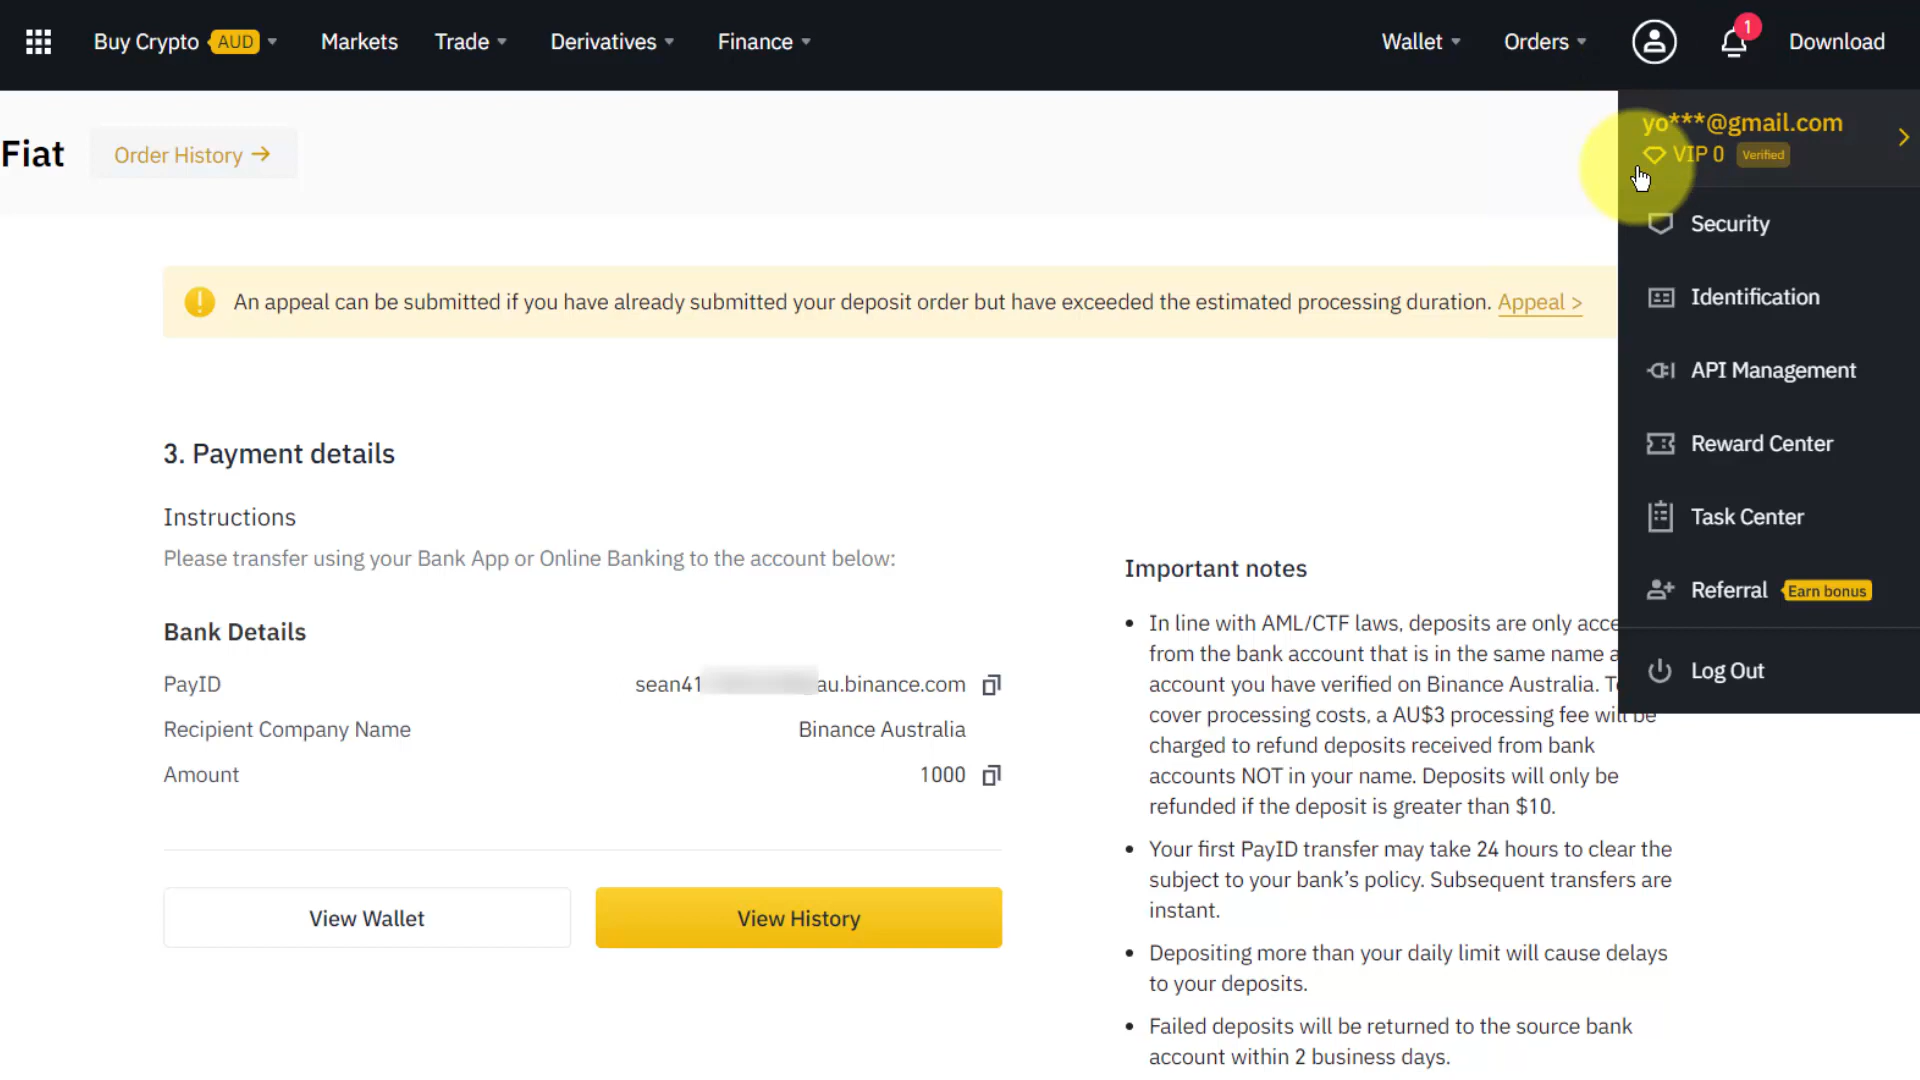 Buy Crypto AUD Markets Trade Derivatives Finance Wallet Orders 1 Download
Fiat Order History →
yo***@gmail.com
VIP 0 Verified
Security
Identification
API Management
Reward Center
Task Center
Referral Earn bonus
Log Out
An appeal can be submitted if you have already submitted your deposit order but have exceeded the estimated processing duration. Appeal >
3. Payment details
Instructions
Please transfer using your Bank App or Online Banking to the account below:
Bank Details
PayID sean41 au.binance.com
Recipient Company Name Binance Australia
Amount 1000
View Wallet View History
Important notes
• In line with AML/CTF laws, deposits are only acce
from the bank account that is in the same name a
account you have verified on Binance Australia. T
cover processing costs, a AU$3 processing fee will be
charged to refund deposits received from bank
accounts NOT in your name. Deposits will only be
refunded if the deposit is greater than $10.
• Your first PayID transfer may take 24 hours to clear the
subject to your bank’s policy. Subsequent transfers are
instant.
• Depositing more than your daily limit will cause delays
to your deposits.
• Failed deposits will be returned to the source bank
account within 2 business days.